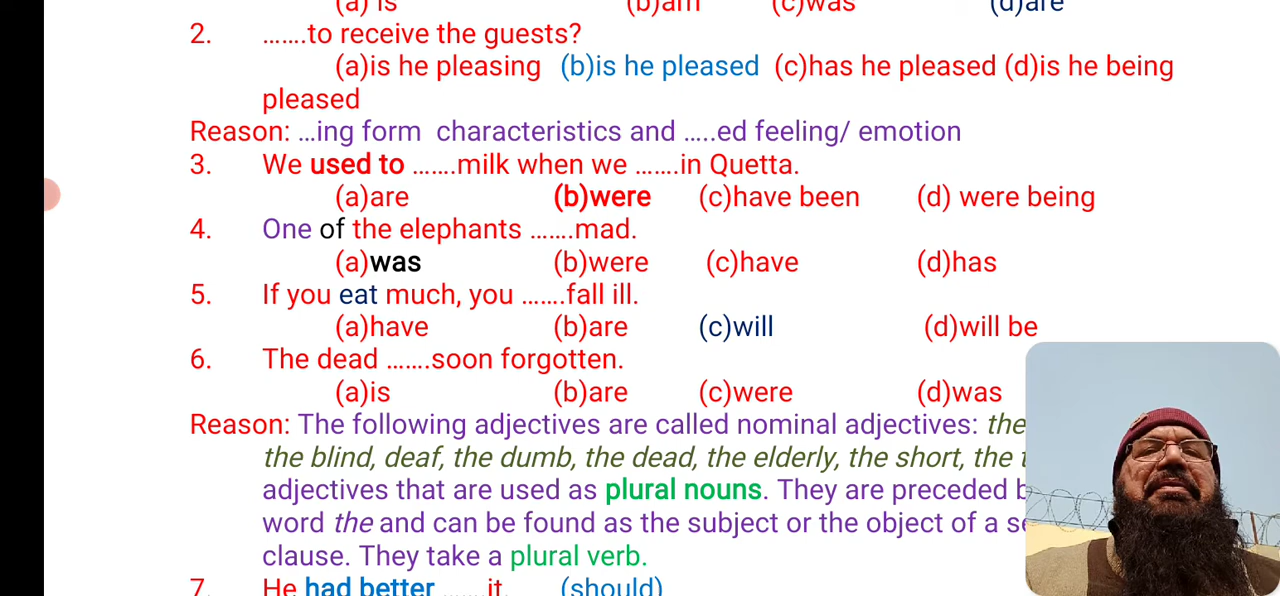 (a) is (b)am (c)was (d)are
2. …….to receive the guests?
(a)is he pleasing (b)is he pleased (c)has he pleased (d)is he being
pleased
Reason: …ing form characteristics and …..ed feeling/ emotion
3. We used to …….milk when we …….in Quetta.
(a)are (b)were (c)have been (d) were being
4. One of the elephants …….mad.
(a)was (b)were (c)have (d)has
5. If you eat much, you …….fall ill.
(a)have (b)are (c)will (d)will be
6. The dead …….soon forgotten.
(a)is (b)are (c)were (d)was
Reason: The following adjectives are called nominal adjectives: the
the blind, deaf, the dumb, the dead, the elderly, the short, the
adjectives that are used as plural nouns. They are preceded
word the and can be found as the subject or the object of a
clause. They take a plural verb.
7. He had better …….it. (should)